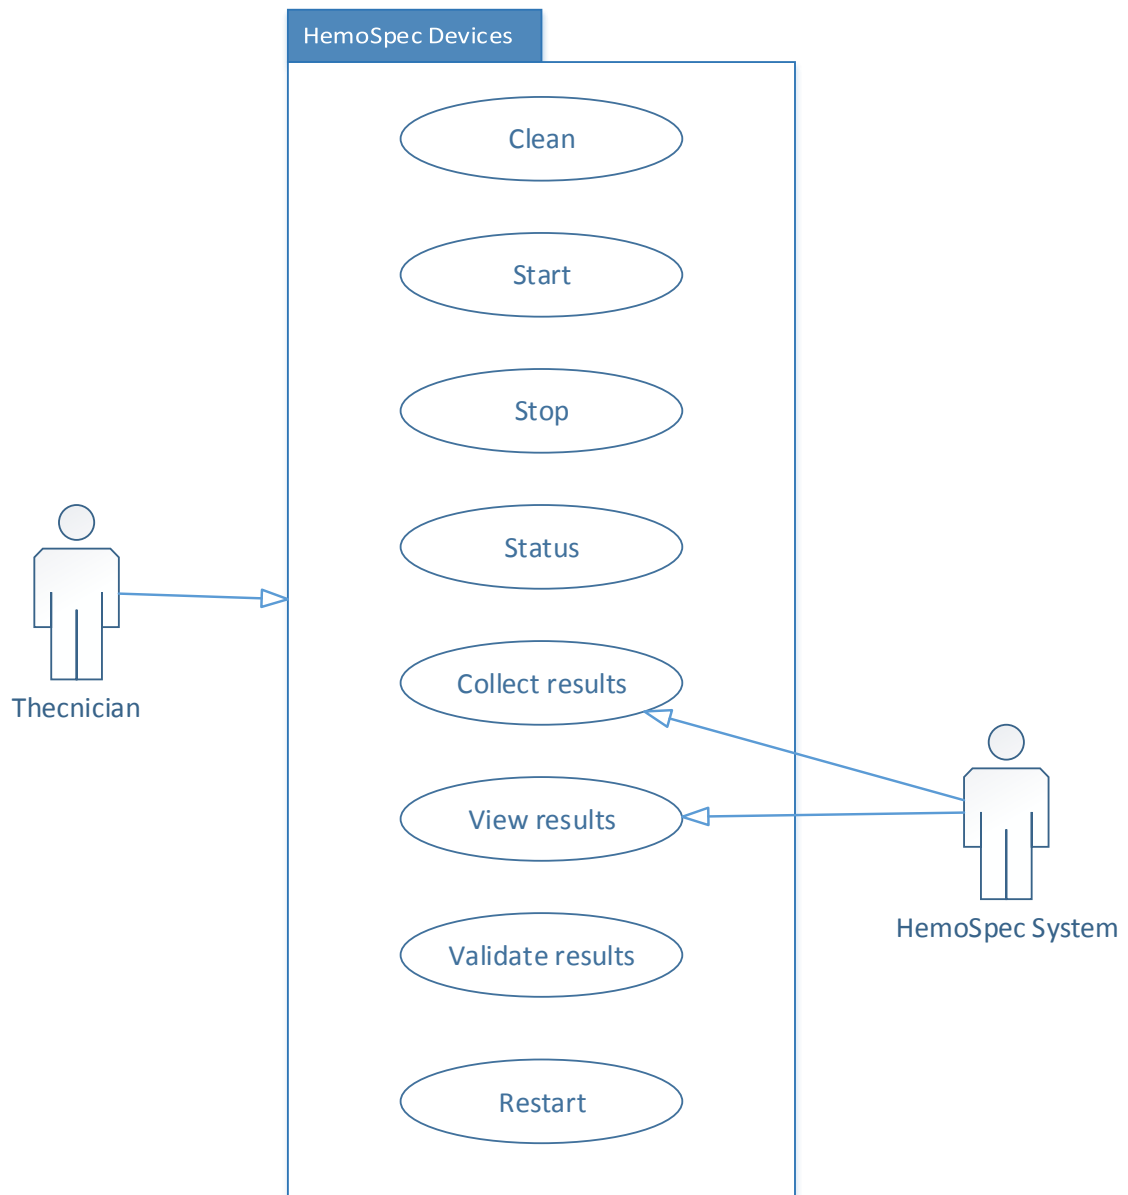 HemoSpec Devices
Clean
Start
Stop
Status
Collect results
View results
Validate results
Restart
Thecnician
HemoSpec System